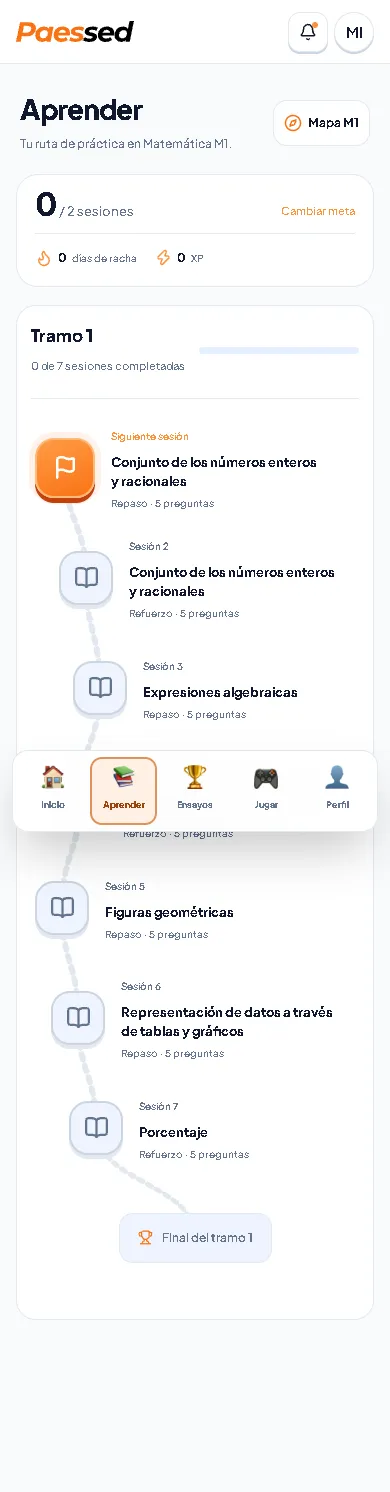 Paessed
MI
Aprender
Mapa M1
Tu ruta de práctica en Matemática M1.
0 / 2 sesiones
Cambiar meta
0 días de racha
0 XP
Tramo 1
0 de 7 sesiones completadas
Siguiente sesión
Conjunto de los números enteros
y racionales
Repaso · 5 preguntas
Sesión 2
Conjunto de los números enteros
y racionales
Refuerzo · 5 preguntas
Sesión 3
Expresiones algebraicas
Repaso · 5 preguntas
Inicio
Aprender
Ensayos
Jugar
Perfil
Refuerzo · 5 preguntas
Sesión 5
Figuras geométricas
Repaso · 5 preguntas
Sesión 6
Representación de datos a través
de tablas y gráficos
Repaso · 5 preguntas
Sesión 7
Porcentaje
Refuerzo · 5 preguntas
Final del tramo 1